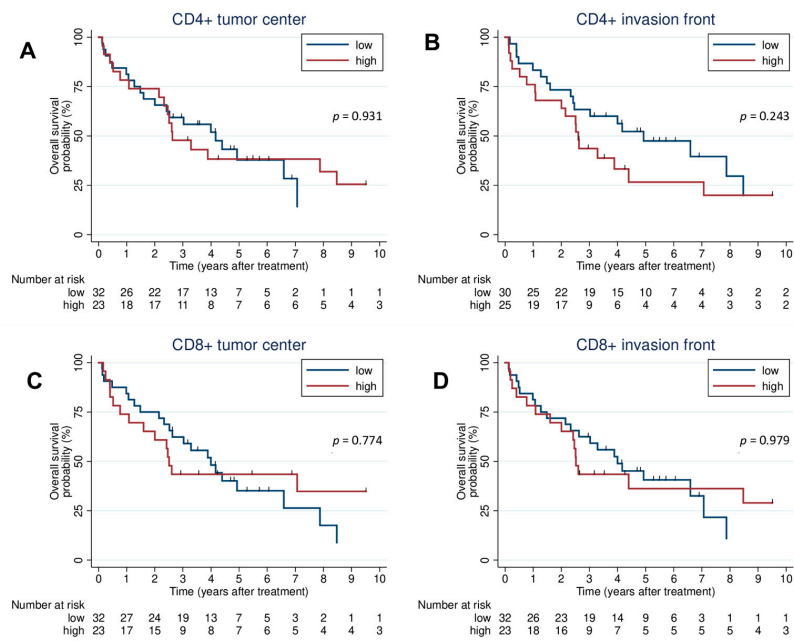 A
CD4+ tumor center
low
high
p = 0.931
Overall survival
probability (%)
100
75
50
25
0
0 1 2 3 4 5 6 7 8 9 10
Time (years after treatment)
Number at risk
low 32 26 22 17 13 7 5 2 1 1 1
high 23 18 17 11 8 7 6 6 5 4 3
B
CD4+ invasion front
low
high
p = 0.243
Overall survival
probability (%)
100
75
50
25
0
0 1 2 3 4 5 6 7 8 9 10
Time (years after treatment)
Number at risk
low 30 25 22 19 15 10 7 4 3 2 2
high 25 19 17 9 6 4 4 4 3 3 2
C
CD8+ tumor center
low
high
p = 0.774
Overall survival
probability (%)
100
75
50
25
0
0 1 2 3 4 5 6 7 8 9 10
Time (years after treatment)
Number at risk
low 32 27 24 19 13 7 5 3 2 1 1
high 23 17 15 9 8 7 6 5 4 4 3
D
CD8+ invasion front
low
high
p = 0.979
Overall survival
probability (%)
100
75
50
25
0
0 1 2 3 4 5 6 7 8 9 10
Time (years after treatment)
Number at risk
low 32 26 23 19 14 9 6 3 1 1 1
high 23 18 16 9 7 5 5 5 5 4 3